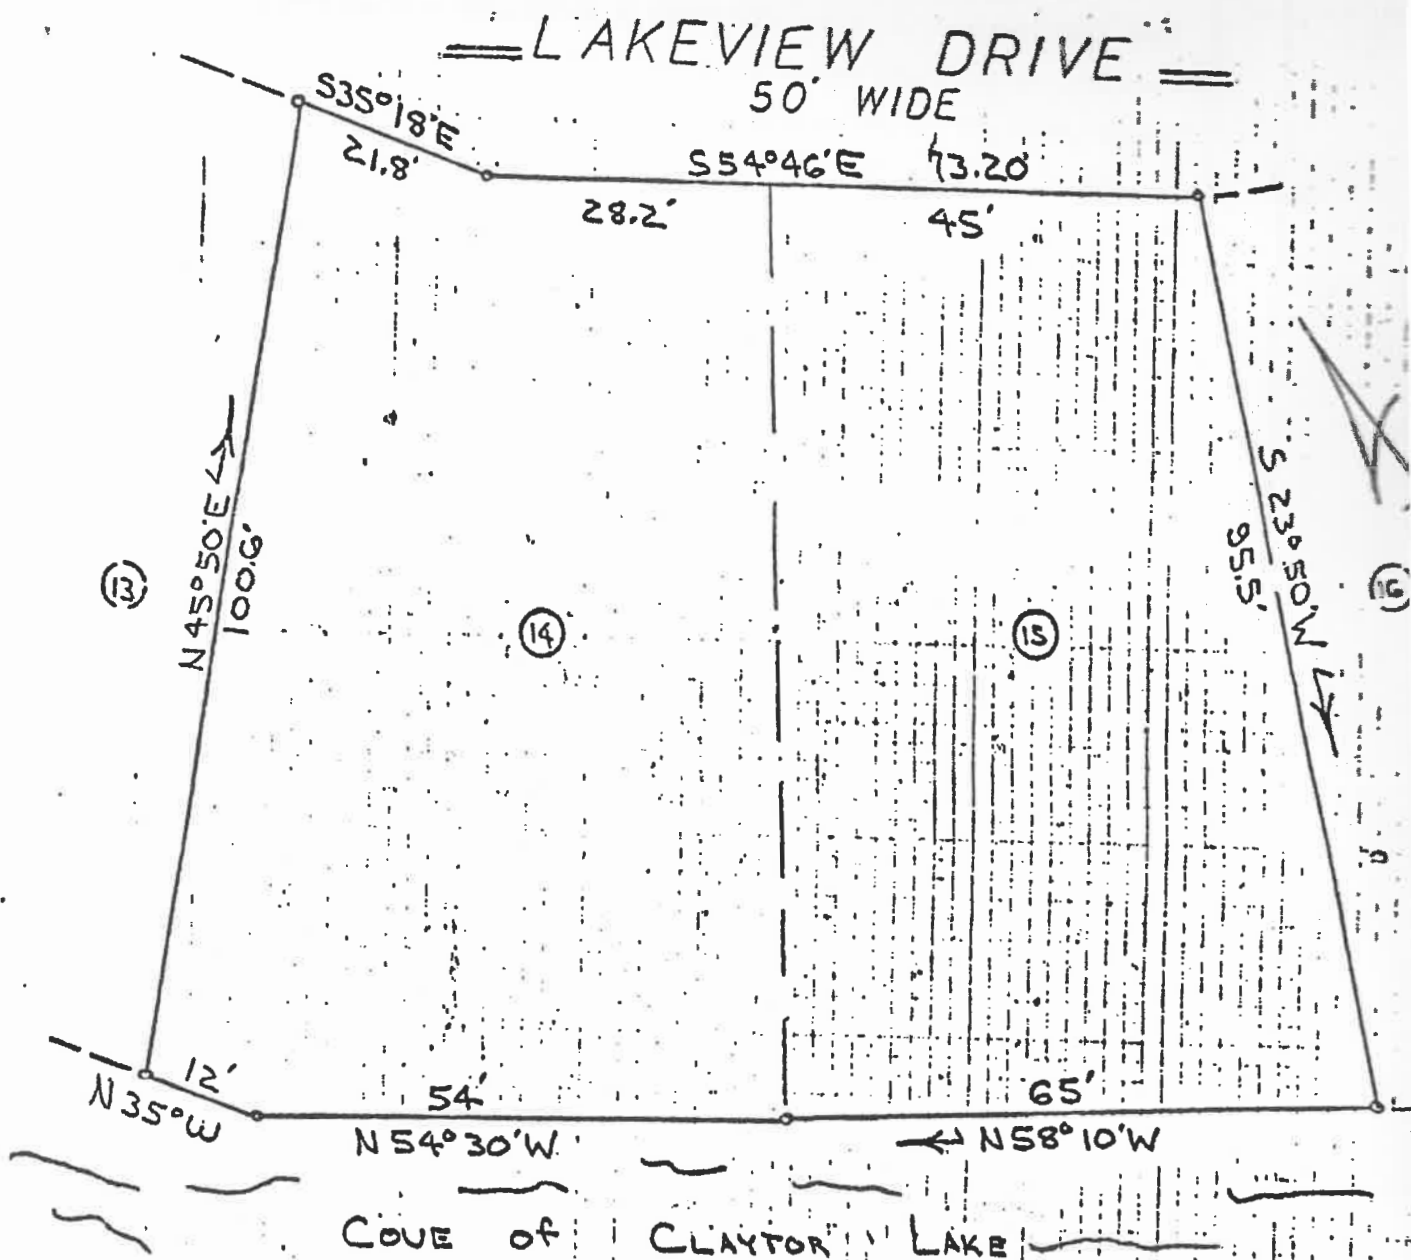 LAKEVIEW DRIVE
50' WIDE
S35°18'E
21.8'
S54°46'E 73.20'
28.2'
45'
N45°50'E
100.6'
S 23°50'W
95.5'
13
14
15
16
12'
N35°W
54'
N54°30'W
65'
N58°10'W
COVE of CLAYTOR LAKE